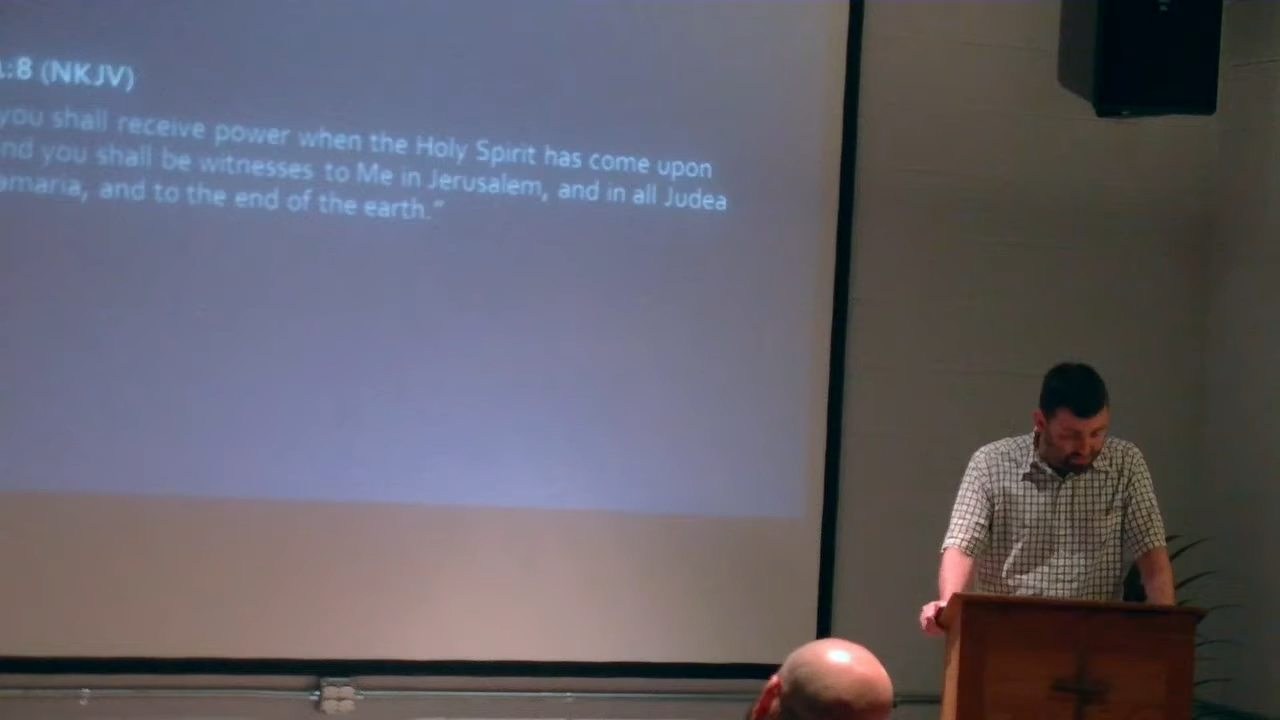 :8 (NKJV)
you shall receive power when the Holy Spirit has come upon
nd you shall be witnesses to Me in Jerusalem, and in all Judea
amaria, and to the end of the earth.”